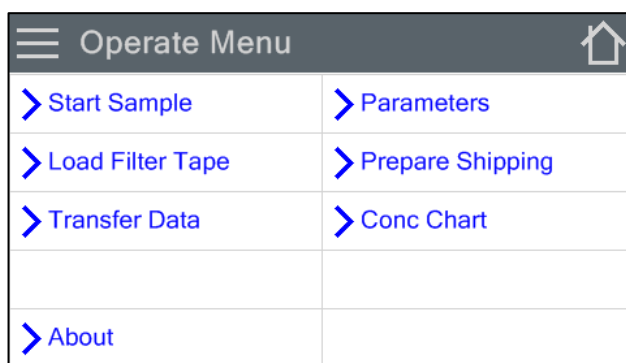 Operate Menu
Start Sample
Parameters
Load Filter Tape
Prepare Shipping
Transfer Data
Conc Chart
About